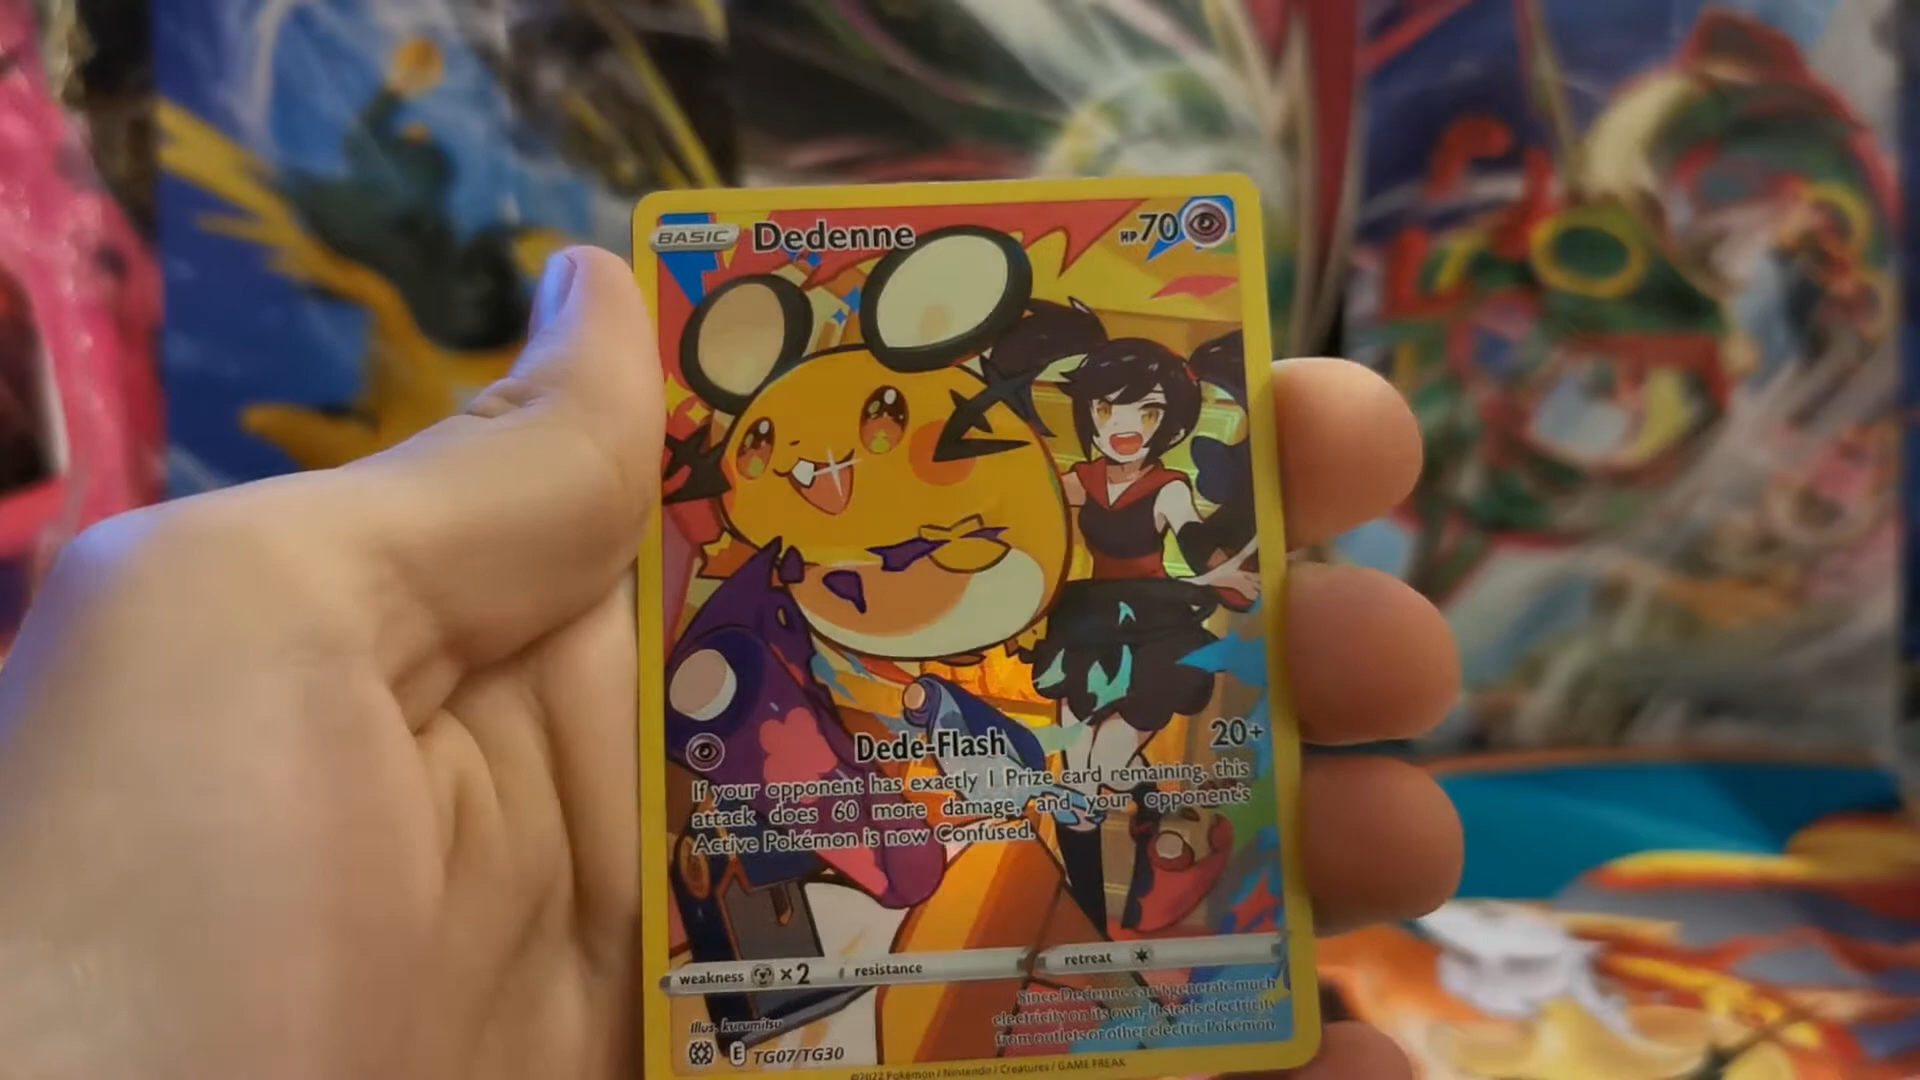 BASIC Dedenne HP 70
Dede-Flash 20+
If your opponent has exactly 1 Prize card remaining, this
attack does 60 more damage, and your opponent's
Active Pokémon is now Confused.
weakness ×2 resistance retreat
Since Dedenne can't generate much
electricity on its own, it steals electricity
from outlets or other electric Pokémon.
Illus. kurumitsu
E TG07/TG30
©2022 Pokémon / Nintendo / Creatures / GAME FREAK